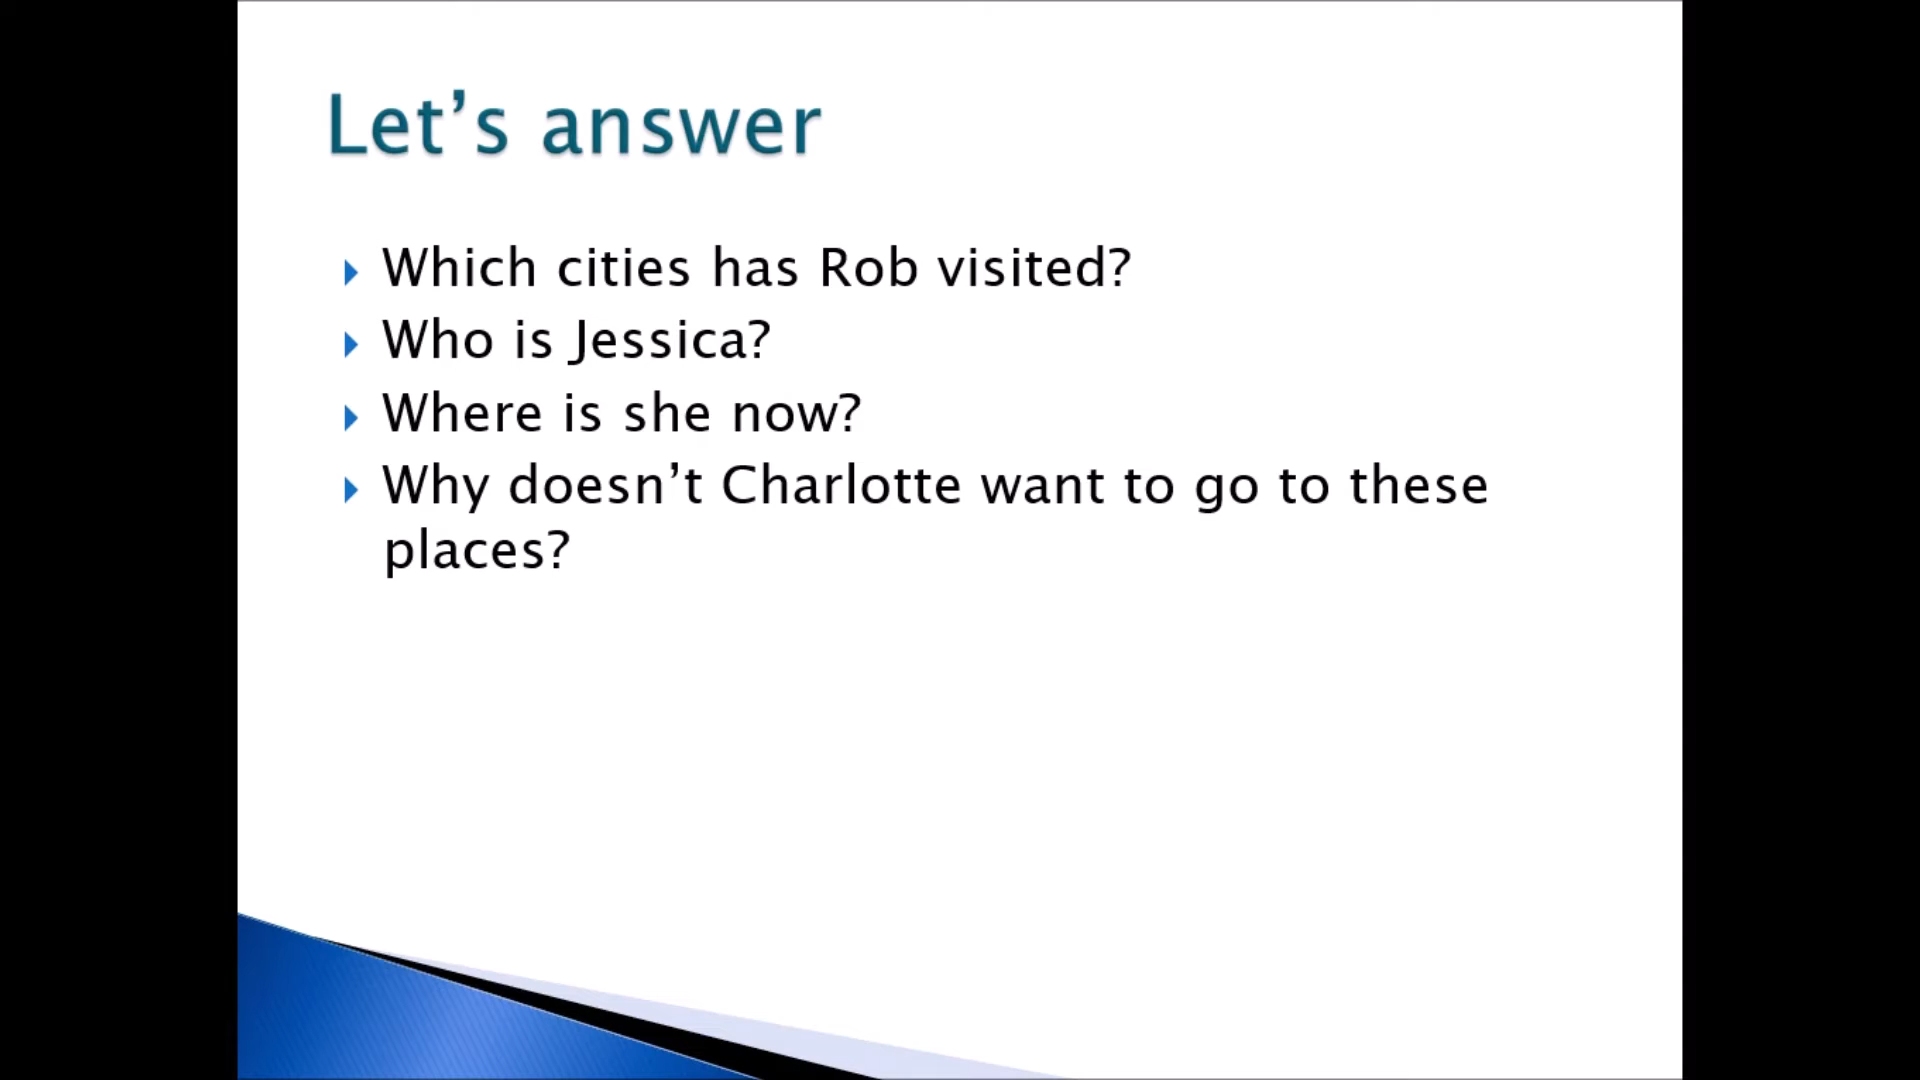 Let’s answer
Which cities has Rob visited?
Who is Jessica?
Where is she now?
Why doesn’t Charlotte want to go to these
places?